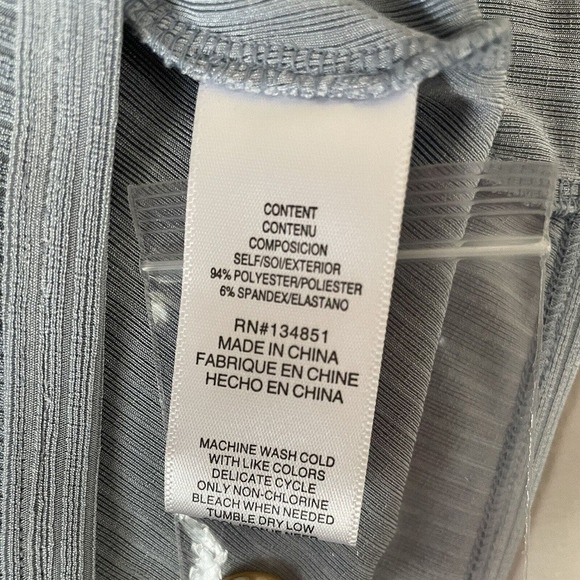 CONTENT
CONTENU
COMPOSICION
SELF/SOI/EXTERIOR
94% POLYESTER/POLIESTER
6% SPANDEX/ELASTANO
RN#134851
MADE IN CHINA
FABRIQUE EN CHINE
HECHO EN CHINA
MACHINE WASH COLD
WITH LIKE COLORS
DELICATE CYCLE
ONLY NON-CHLORINE
BLEACH WHEN NEEDED
TUMBLE DRY LOW